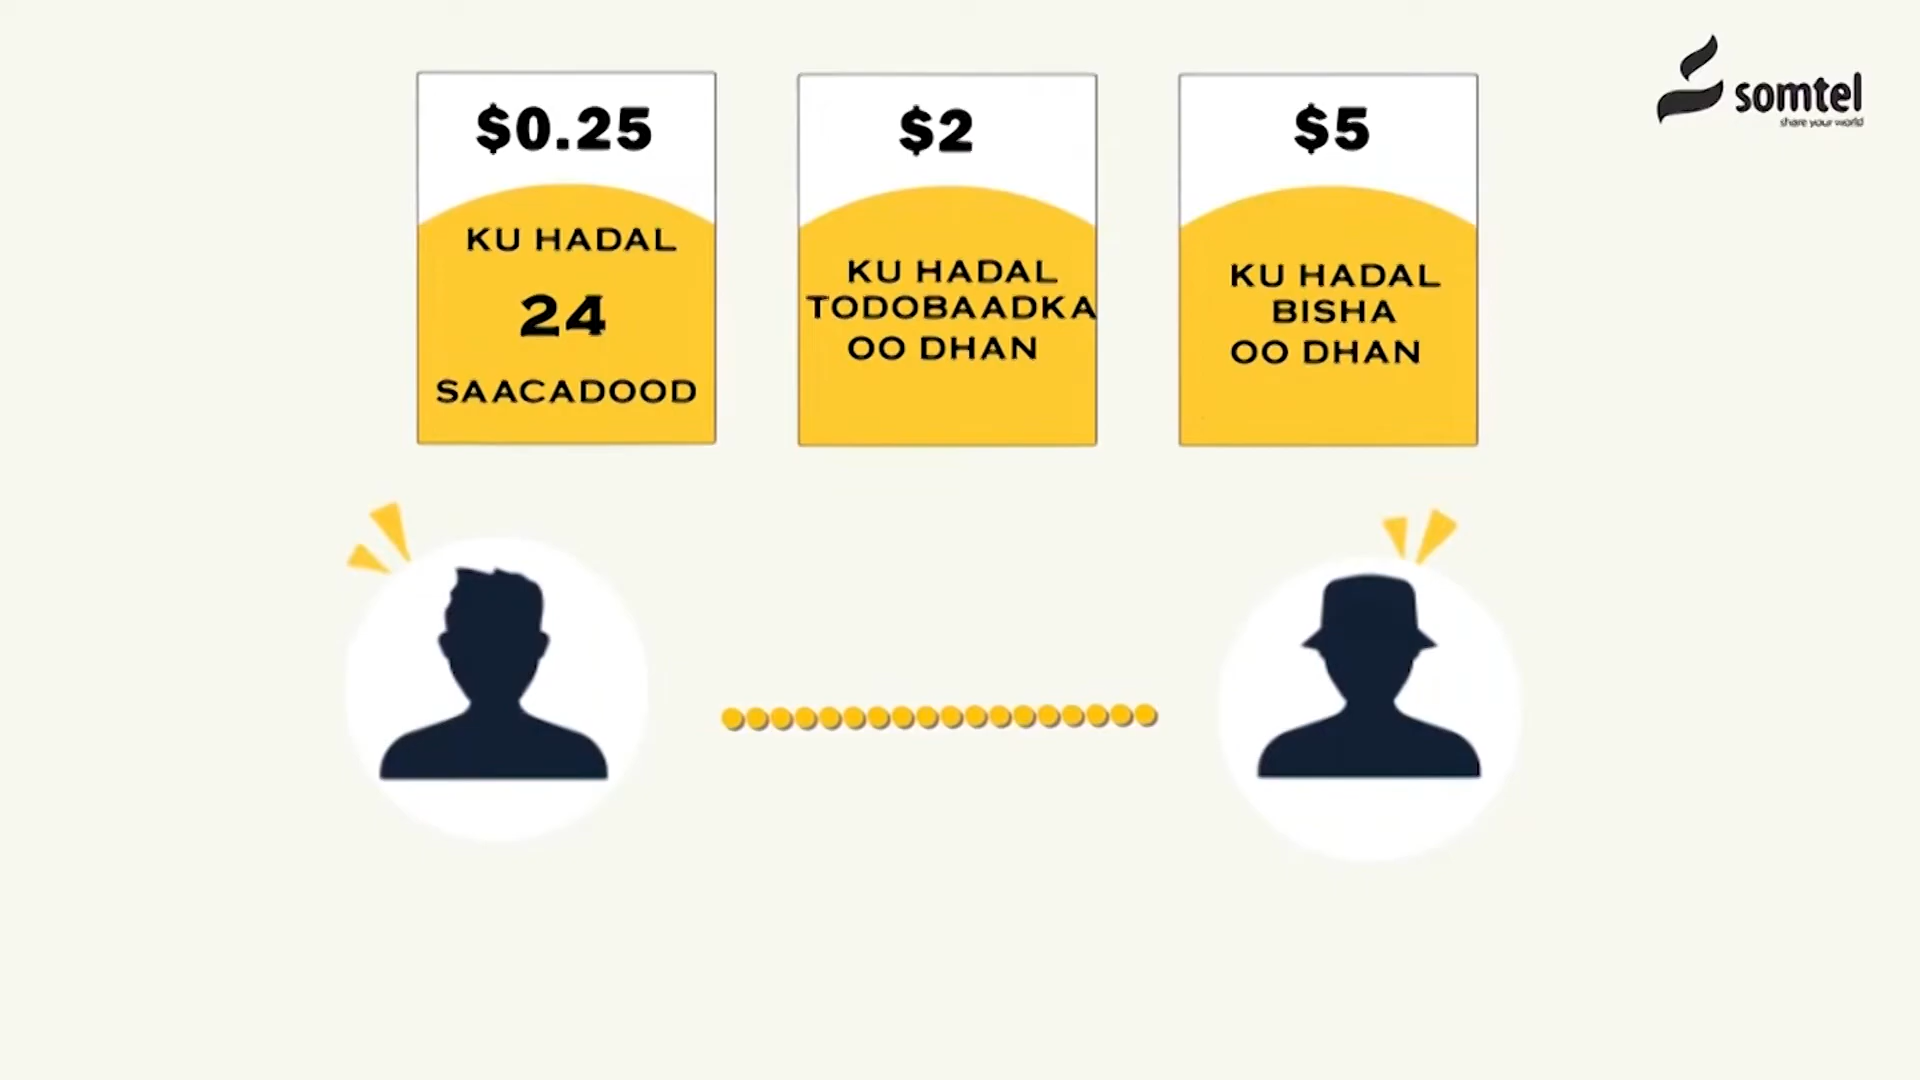 $0.25
KU HADAL
24
SAACADOOD
$2
KU HADAL
TODOBAADKA
OO DHAN
$5
KU HADAL
BISHA
OO DHAN
somtel
share your world